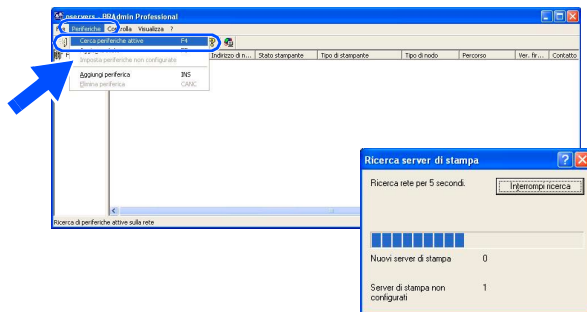 pservers - BRAdmin Professional
Periferiche Controlla Visualizza ?
Cerca periferiche attive F4
Imposta periferiche non configurato
Aggiungi periferica INS
Elimina periferica CANC
Indirizzo di n... Stato stampante Tipo di stampante Tipo di nodo Percorso Ver. fir... Contatto
Ricerca di periferiche attive sulla rete
Ricerca server di stampa
Ricerca rete per 5 secondi.
Interrompi ricerca
Nuovi server di stampa 0
Server di stampa non
configurati 1